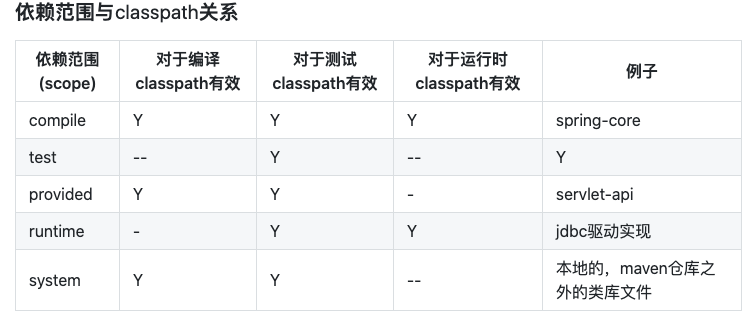 依赖范围与classpath关系
依赖范围 对于编译 对于测试 对于运行时 例子
(scope) classpath有效 classpath有效 classpath有效
compile Y Y Y spring-core
test -- Y -- Y
provided Y Y - servlet-api
runtime - Y Y jdbc驱动实现
system Y Y -- 本地的，maven仓库之
外的类库文件